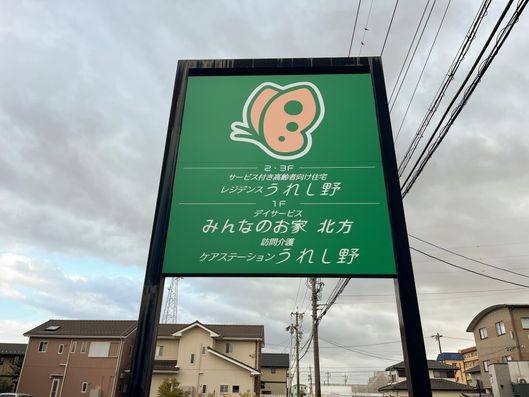 2・3F
サービス付き高齢者向け住宅
レジデンスうれし野
1F
デイサービス
みんなのお家 北方
訪問介護
ケアステーションうれし野